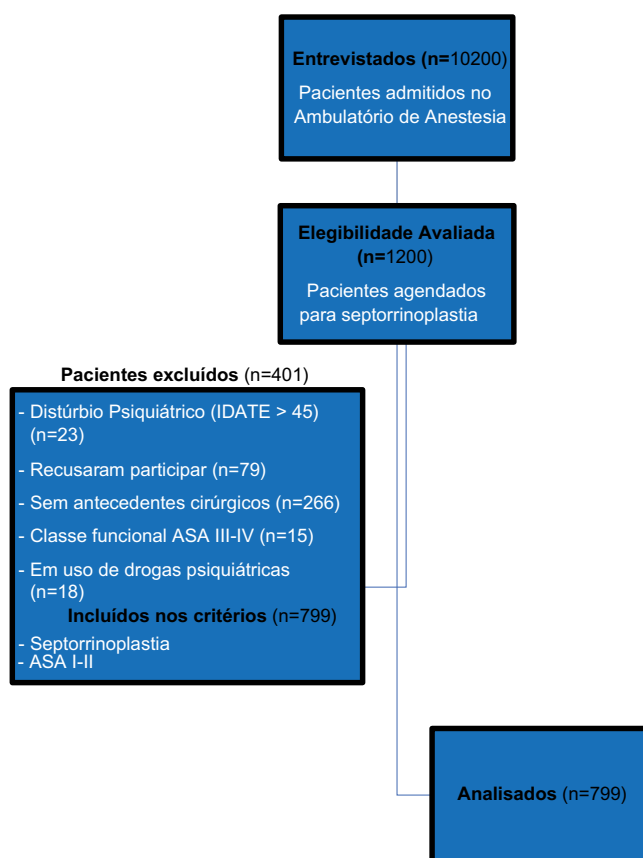 Entrevistados (n=10200)
Pacientes admitidos no
Ambulatório de Anestesia
Elegibilidade Avaliada
(n=1200)
Pacientes agendados
para septorrinoplastia
Pacientes excluídos (n=401)
- Distúrbio Psiquiátrico (IDATE > 45)
(n=23)
- Recusaram participar (n=79)
- Sem antecedentes cirúrgicos (n=266)
- Classe funcional ASA III-IV (n=15)
- Em uso de drogas psiquiátricas
(n=18)
Incluídos nos critérios (n=799)
- Septorrinoplastia
- ASA I-II
Analisados (n=799)